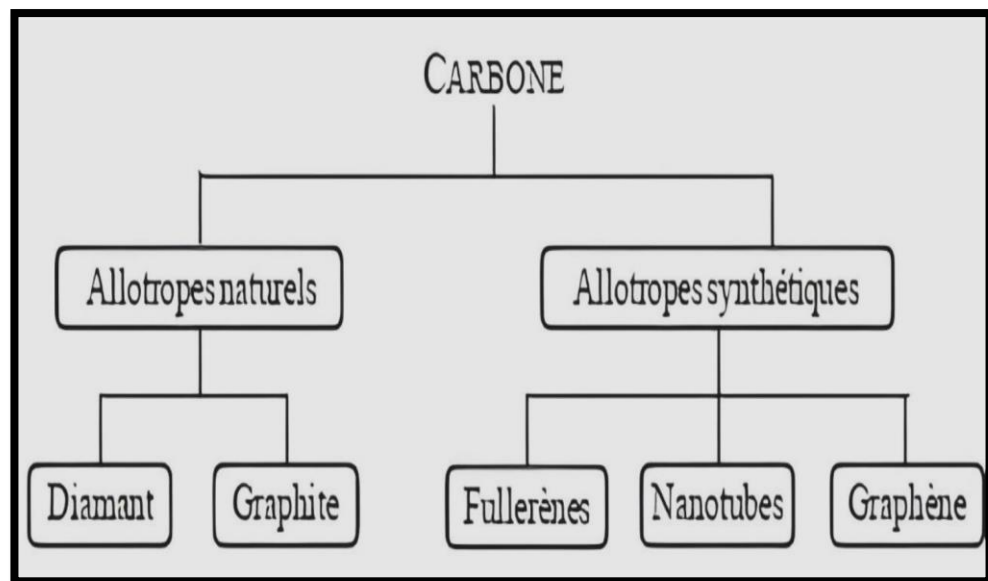 CARBONE
Allotropes naturels
Allotropes synthétiques
Diamant
Graphite
Fullerènes
Nanotubes
Graphène